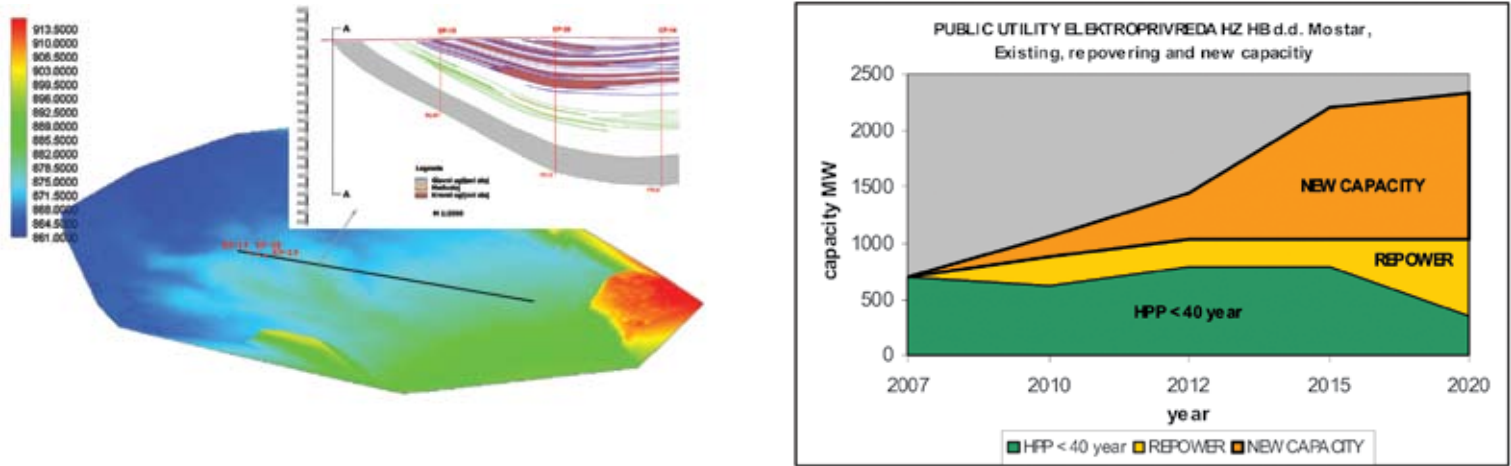 913.5000
910.0000
906.5000
903.0000
899.5000
896.0000
892.5000
889.0000
885.5000
882.0000
878.5000
875.0000
871.5000
868.0000
864.5000
861.0000
A
A
Legenda
M 1:2500
PUBLIC UTILITY ELEKTROPRIVREDA HZ HB d.d. Mostar,
Existing, repovering and new capacitiy
capacity MW
2500
2000
1500
1000
500
0
NEW CAPACITY
REPOWER
HPP < 40 year
2007 2010 2012 2015 2020
year
HPP < 40 year REPOWER NEW CAPACITY